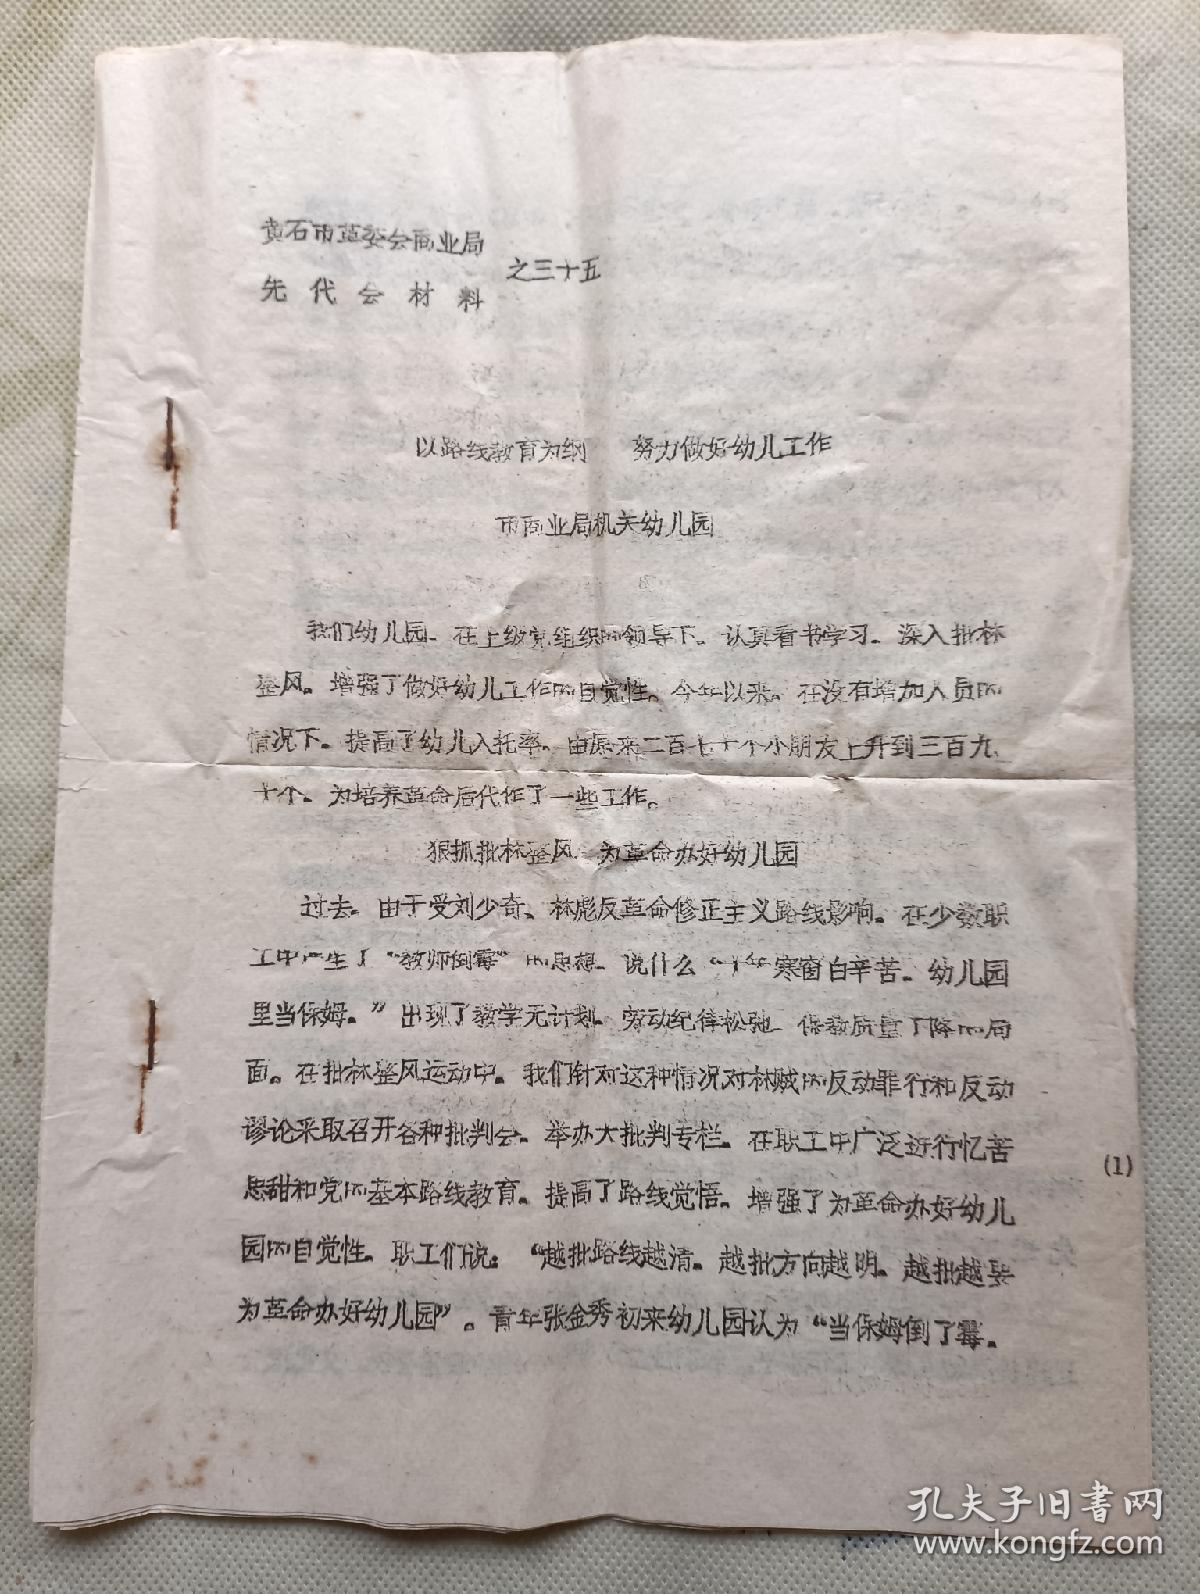 黄石市革委会商业局
先代会材料
之三十五
以路线教育为纲 努力做好幼儿工作
市商业局机关幼儿园
我们幼儿园、在上级党组织的领导下。认真看书学习。深入批林
整风。增强了做好幼儿工作的自觉性。今年以来。在没有增加人员的
情况下。提高了幼儿入托率。由原来二百七十个小朋友上升到三百九
十个。为培养革命后代作了一些工作。
狠抓批林整风 为革命办好幼儿园
过去。由于受刘少奇、林彪反革命修正主义路线影响。在少数职
工中产生了“教师倒霉”的思想。说什么“十年寒窗白辛苦。幼儿园
里当保姆。”出现了教学无计划 劳动纪律松弛 保教质量下降的局
面。在批林整风运动中。我们针对这种情况对林贼的反动罪行和反动
谬论采取召开各种批判会。举办大批判专栏。在职工中广泛进行忆苦
思甜和党的基本路线教育。提高了路线觉悟。增强了为革命办好幼儿
园的自觉性。职工们说：“越批路线越清。越批方向越明。越批越要
为革命办好幼儿园”。青年张金秀初来幼儿园认为“当保姆倒了霉。
(1)
孔夫子旧书网
www.kongfz.com